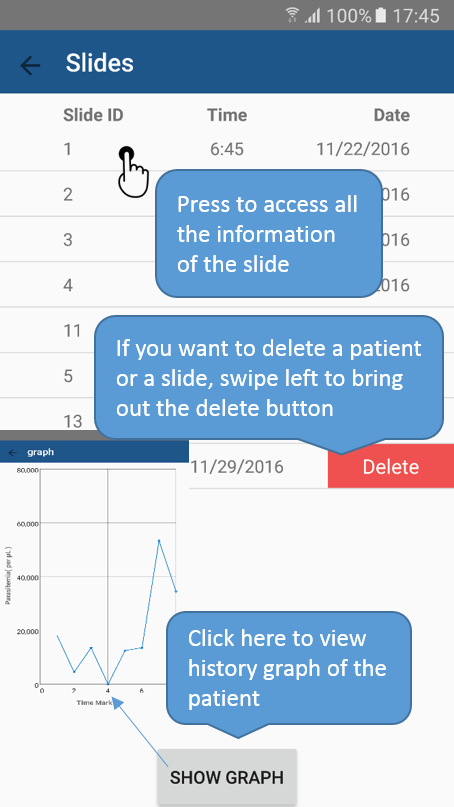 100% 17:45
Slides
Slide ID Time Date
1 6:45 11/22/2016
2 016
3 016
4 016
Press to access all
the information
of the slide
11
5
13
If you want to delete a patient
or a slide, swipe left to bring
out the delete button
11/29/2016 Delete
graph
80,000
60,000
40,000
20,000
0
Parasitemia( per μL )
0 2 4 6
Time Mark
Click here to view
history graph of the
patient
SHOW GRAPH